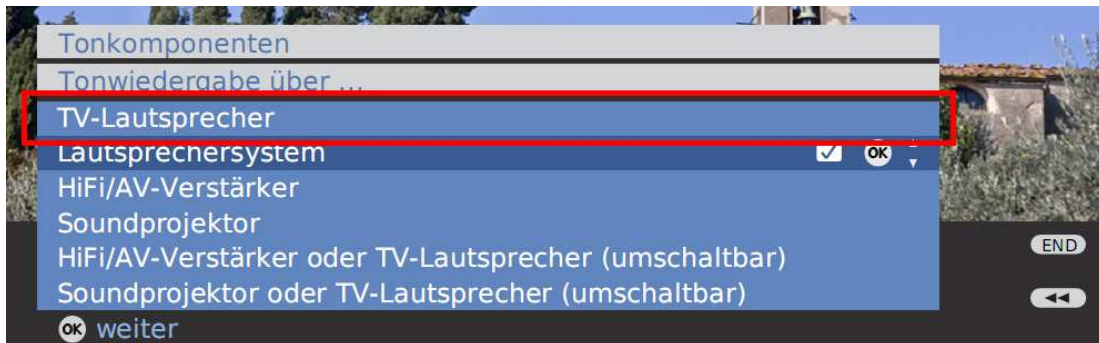 Tonkomponenten
Tonwiedergabe über ...
TV-Lautsprecher
Lautsprechersystem OK
HiFi/AV-Verstärker
Soundprojektor
HiFi/AV-Verstärker oder TV-Lautsprecher (umschaltbar)
END
Soundprojektor oder TV-Lautsprecher (umschaltbar)
OK weiter